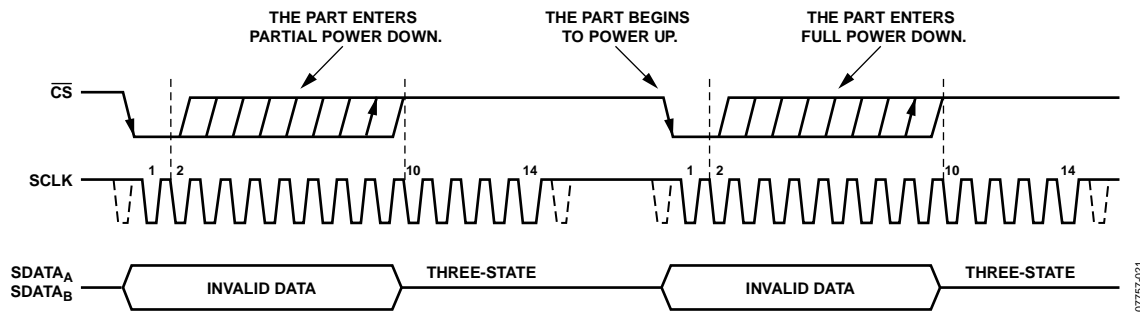 THE PART ENTERS
PARTIAL POWER DOWN.
THE PART BEGINS
TO POWER UP.
THE PART ENTERS
FULL POWER DOWN.
CS
SCLK
1 2 10 14 1 2 10 14
SDATAA
SDATAB
INVALID DATA THREE-STATE INVALID DATA THREE-STATE
07757-021